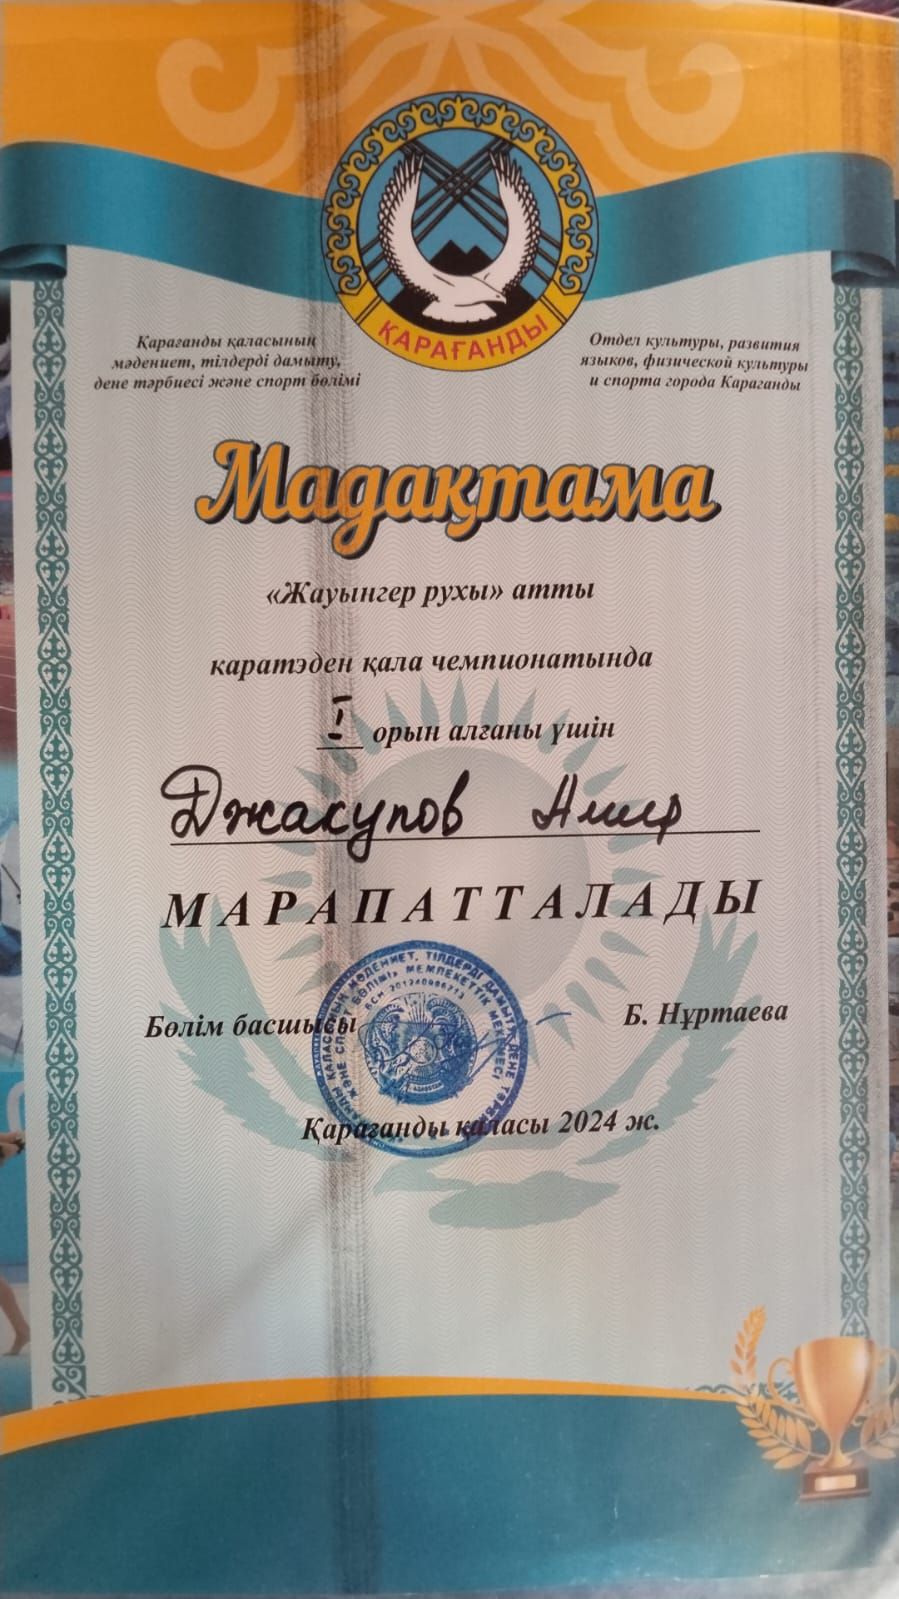 ҚАРАҒАНДЫ
Қарағанды қаласының
мәдениет, тілдерді дамыту,
дене тәрбиесі және спорт бөлімі
Отдел культуры, развития
языков, физической культуры
и спорта города Караганды
Мадақтама
«Жауынгер рухы» атты
каратэден қала чемпионатында
I орын алғаны үшін
Джакупов Амир
МАРАПАТТАЛАДЫ
Бөлім басшысы
Б. Нұртаева
Қарағанды қаласы 2024 ж.